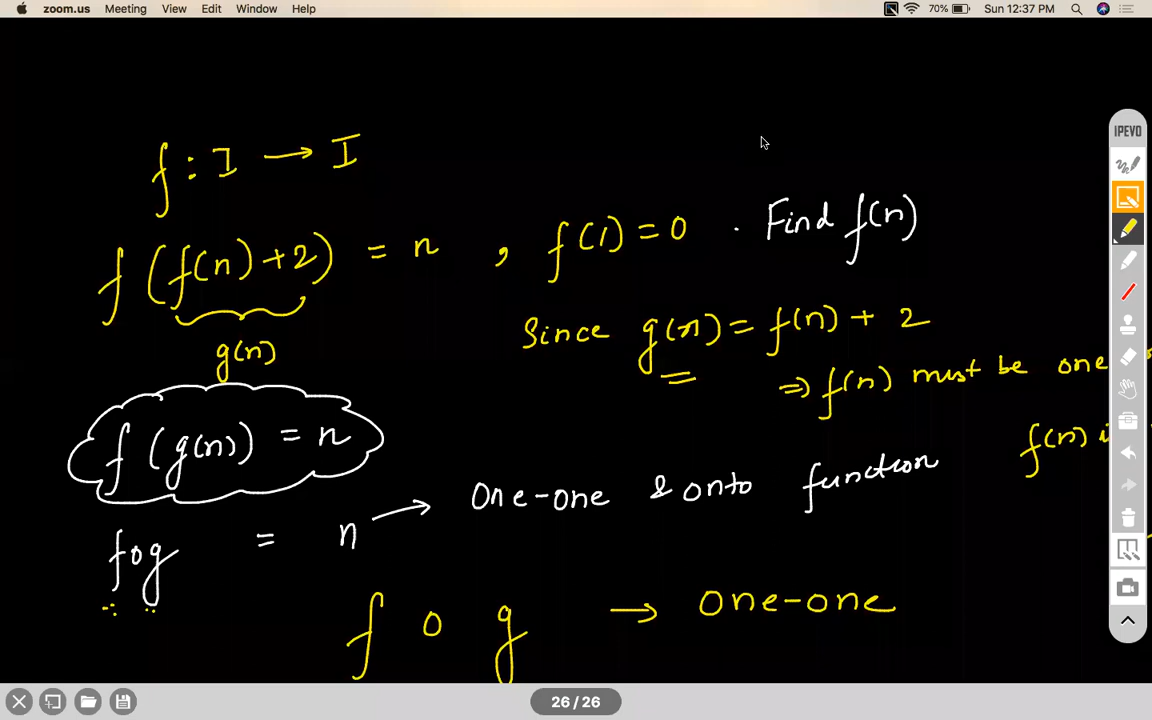 zoom.us Meeting View Edit Window Help 70% Sun 12:37 PM
IPEVO
f : I → I
f(f(n)+2) = n , f(1) = 0 . Find f(n)
g(n)
Since g(n) = f(n) + 2
⇒ f(n) must be one
f(g(n)) = n
f(n) i
fog = n → One-one & onto function
f o g → one-one
26 / 26